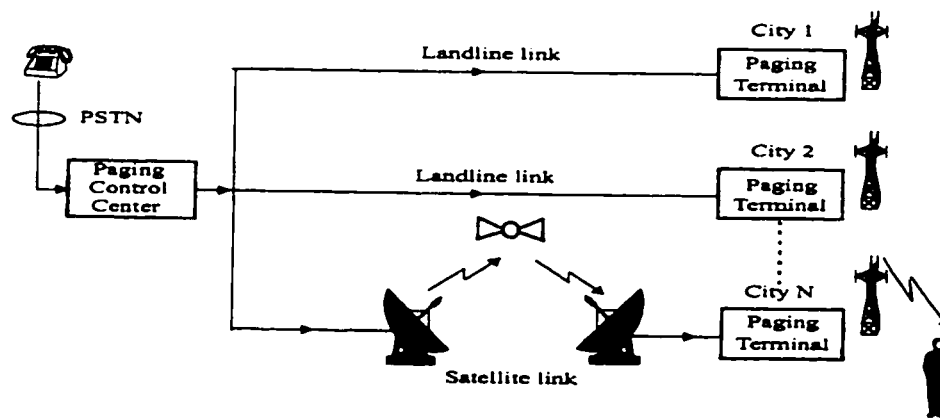 City 1
Landline link
Paging
Terminal
PSTN
City 2
Paging
Control
Center
Landline link
Paging
Terminal
City N
Paging
Terminal
Satellite link